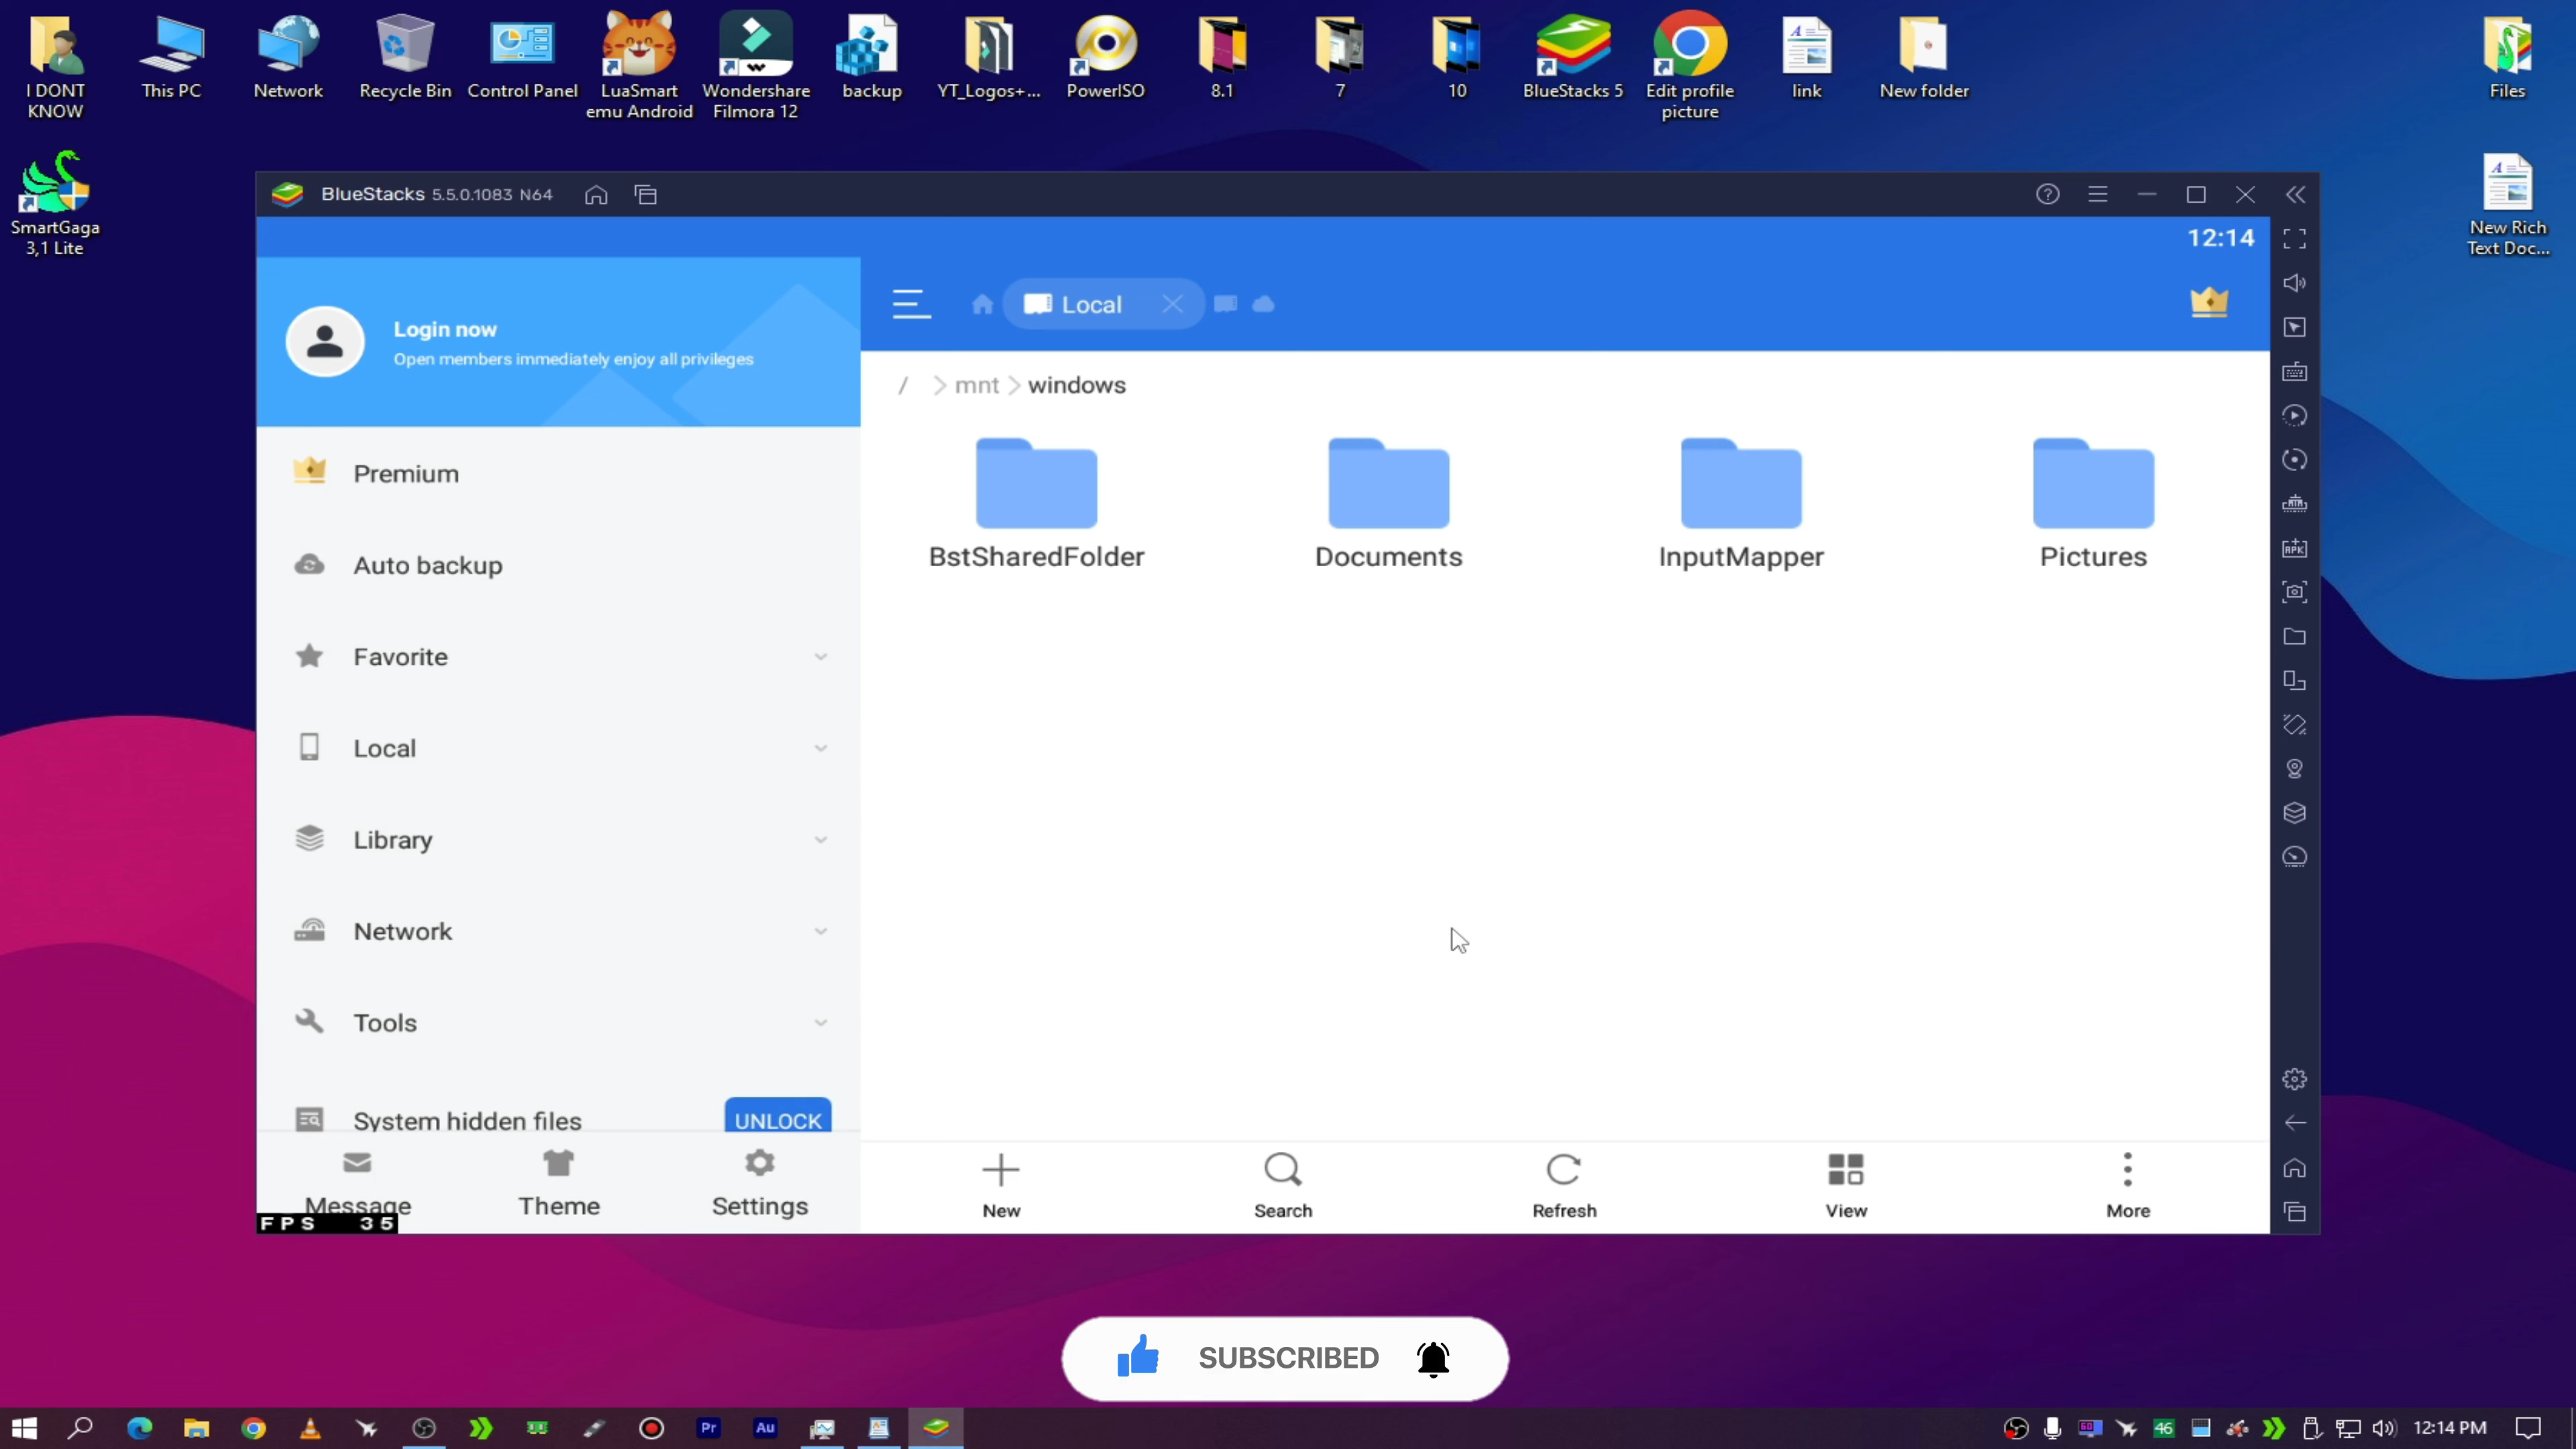 I DONT
KNOW
This PC
Network
Recycle Bin
Control Panel
LuaSmart
emu Android
Wondershare
Filmora 12
backup
YT_Logos+...
PowerISO
8.1
7
10
BlueStacks 5
Edit profile
picture
link
New folder
Files
SmartGaga
3,1 Lite
New Rich
Text Doc...
BlueStacks 5.5.0.1083 N64
12:14
Login now
Open members immediately enjoy all privileges
Local
/ > mnt > windows
Premium
Auto backup
Favorite
Local
Library
Network
Tools
System hidden files
UNLOCK
BstSharedFolder
Documents
InputMapper
Pictures
Message
Theme
Settings
FPS 35
New
Search
Refresh
View
More
APK
SUBSCRIBED
Pr
Au
46
12:14 PM